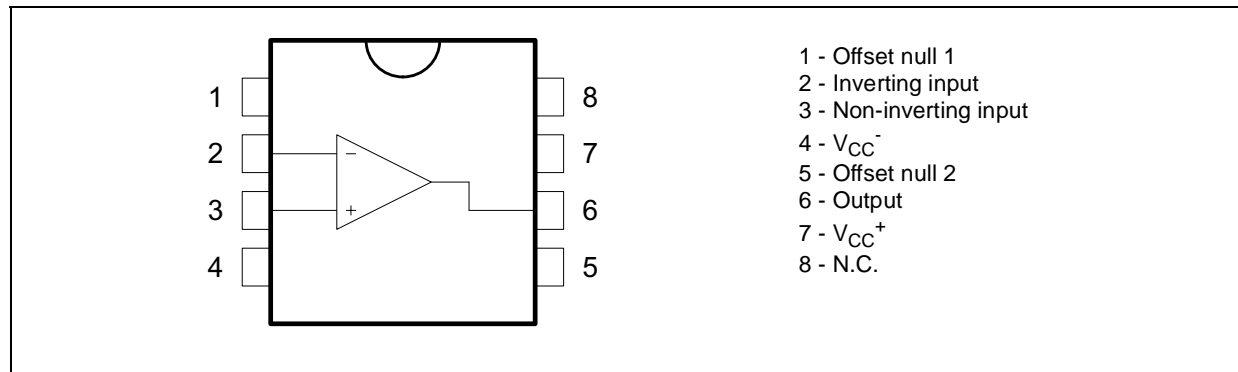 1
2
3
4
8
7
6
5
−
+
1 - Offset null 1
2 - Inverting input
3 - Non-inverting input
4 - VCC-
5 - Offset null 2
6 - Output
7 - VCC+
8 - N.C.